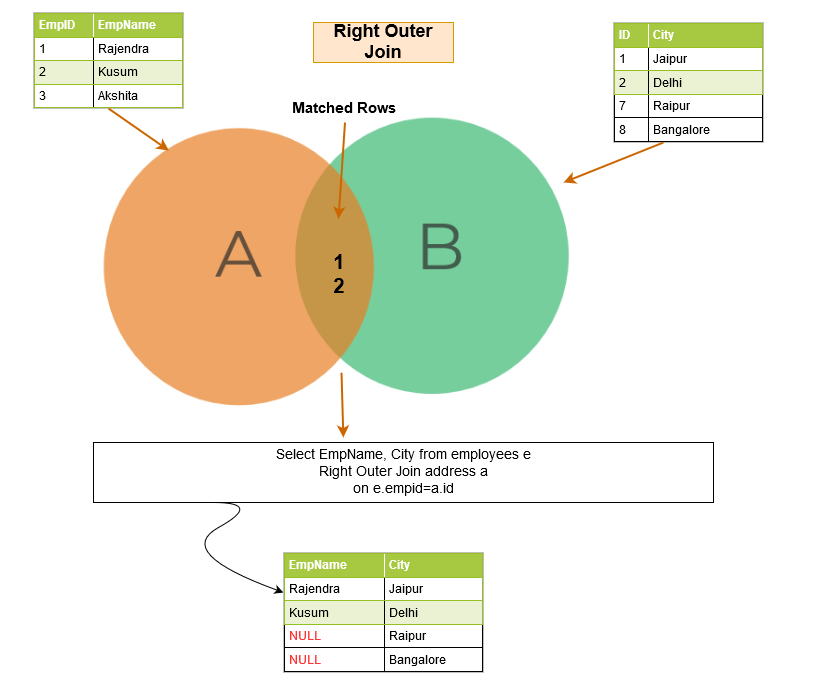 EmpID EmpName
1 Rajendra
2 Kusum
3 Akshita
Right Outer
Join
ID City
1 Jaipur
2 Delhi
7 Raipur
8 Bangalore
Matched Rows
A
B
1
2
Select EmpName, City from employees e
Right Outer Join address a
on e.empid=a.id
EmpName City
Rajendra Jaipur
Kusum Delhi
NULL Raipur
NULL Bangalore